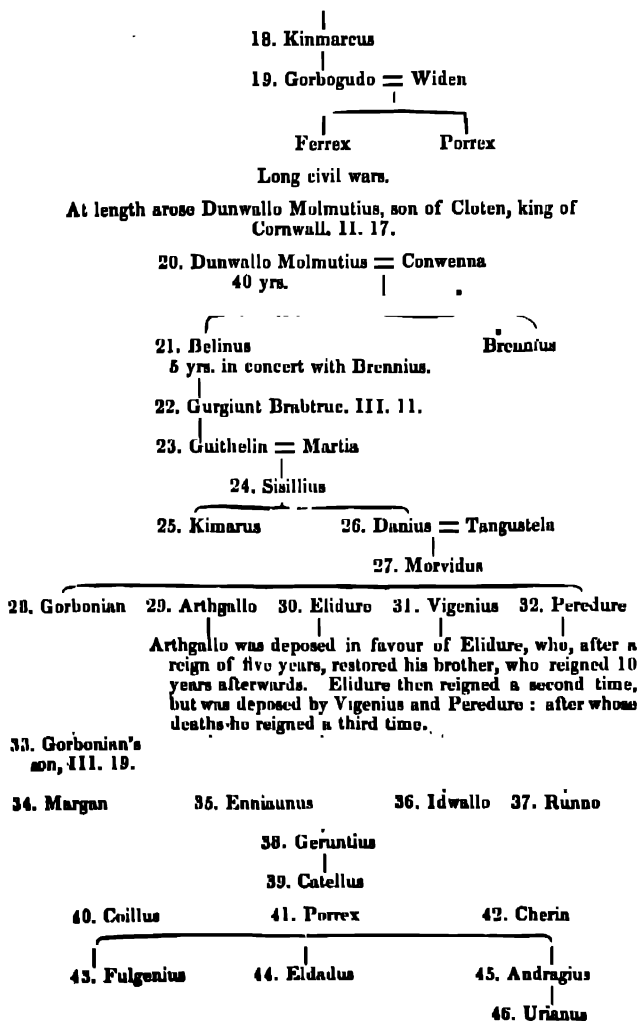 18. Kinmarcus
19. Gorbogudo = Widen
Ferrex Porrex
Long civil wars.
At length arose Dunwallo Molmutius, son of Cloten, king of
Cornwall. II. 17.
20. Dunwallo Molmutius = Conwenna
40 yrs.
21. Belinus Brennius
5 yrs. in concert with Brennius.
22. Gurgiunt Brabtruc. III. 11.
23. Guithelin = Martia
24. Sisillius
25. Kimarus 26. Danius = Tangustela
27. Morvidus
28. Gorbonian 29. Arthgallo 30. Eliduro 31. Vigenius 32. Peredure
Arthgallo was deposed in favour of Elidure, who, after a
reign of five years, restored his brother, who reigned 10
years afterwards. Elidure then reigned a second time,
but was deposed by Vigenius and Peredure : after whose
deaths he reigned a third time.
33. Gorbonian's
son, III. 19.
34. Margan 35. Enniaunus 36. Idwallo 37. Runno
38. Geruntius
39. Catellus
40. Coillus 41. Porrex 42. Cherin
43. Fulgenius 44. Eldadus 45. Andragius
46. Urianus